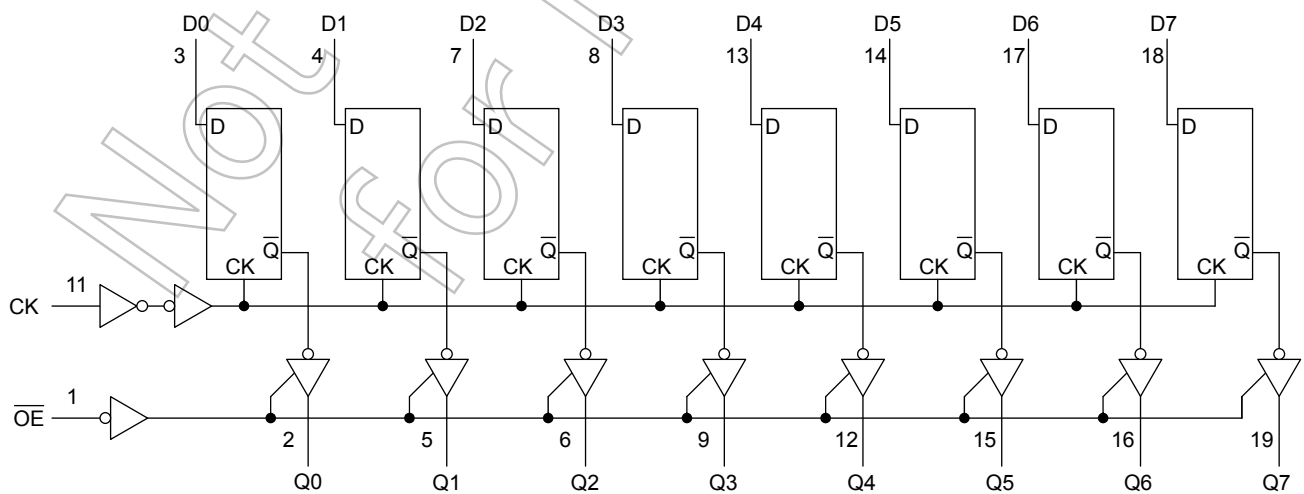 D0 D1 D2 D3 D4 D5 D6 D7
3 4 7 8 13 14 17 18
D D D D D D D D
Q Q Q Q Q Q Q Q
CK CK CK CK CK CK CK CK
11
CK
1
OE
2 5 6 9 12 15 16 19
Q0 Q1 Q2 Q3 Q4 Q5 Q6 Q7
Not
for